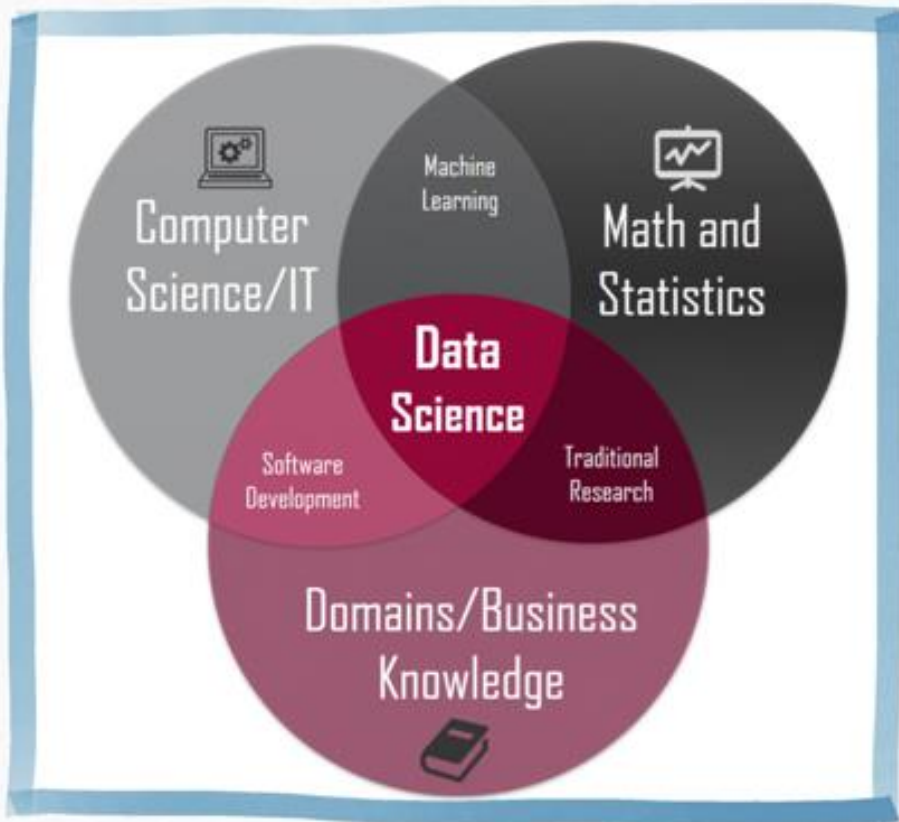 Machine
Learning
Computer
Science/IT
Math and
Statistics
Data
Science
Software
Development
Traditional
Research
Domains/Business
Knowledge